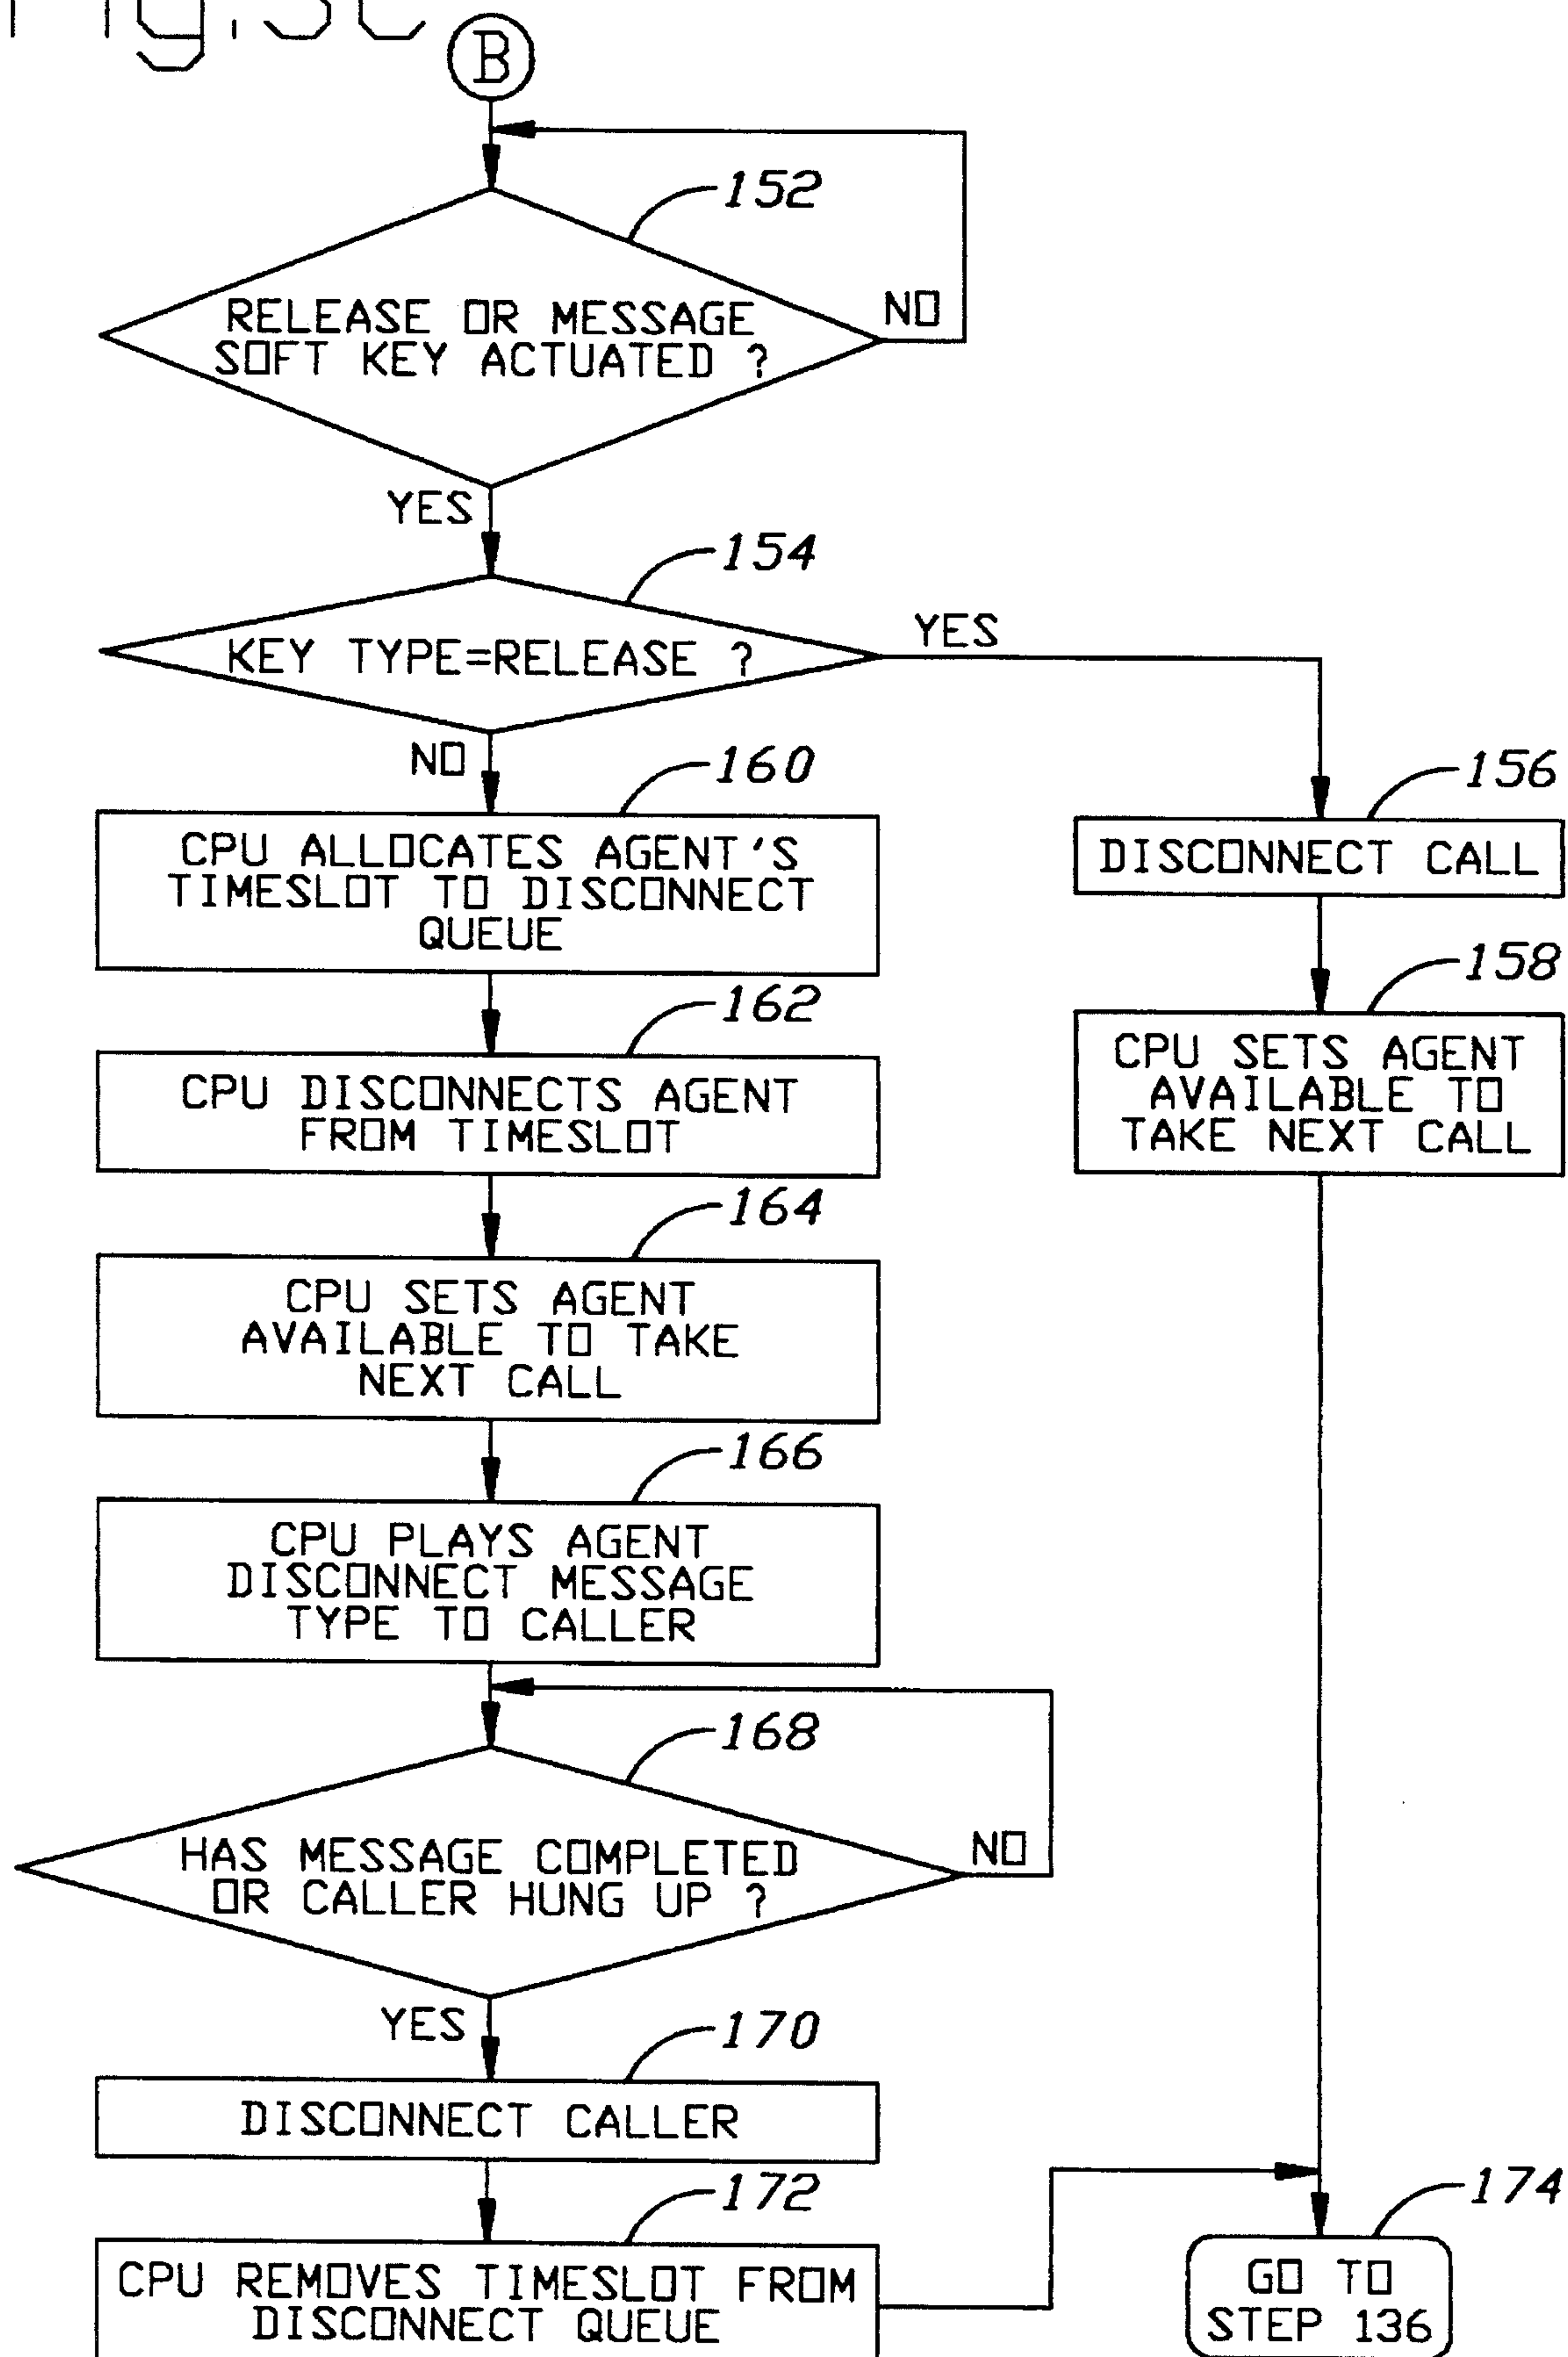 Fig.3C
B
152
RELEASE OR MESSAGE
SOFT KEY ACTUATED ?
NO
YES
154
KEY TYPE=RELEASE ?
YES
NO
160
CPU ALLOCATES AGENT'S
TIMESLOT TO DISCONNECT
QUEUE
156
DISCONNECT CALL
162
CPU DISCONNECTS AGENT
FROM TIMESLOT
158
CPU SETS AGENT
AVAILABLE TO
TAKE NEXT CALL
164
CPU SETS AGENT
AVAILABLE TO TAKE
NEXT CALL
166
CPU PLAYS AGENT
DISCONNECT MESSAGE
TYPE TO CALLER
168
HAS MESSAGE COMPLETED
OR CALLER HUNG UP ?
NO
YES
170
DISCONNECT CALLER
172
CPU REMOVES TIMESLOT FROM
DISCONNECT QUEUE
174
GO TO
STEP 136